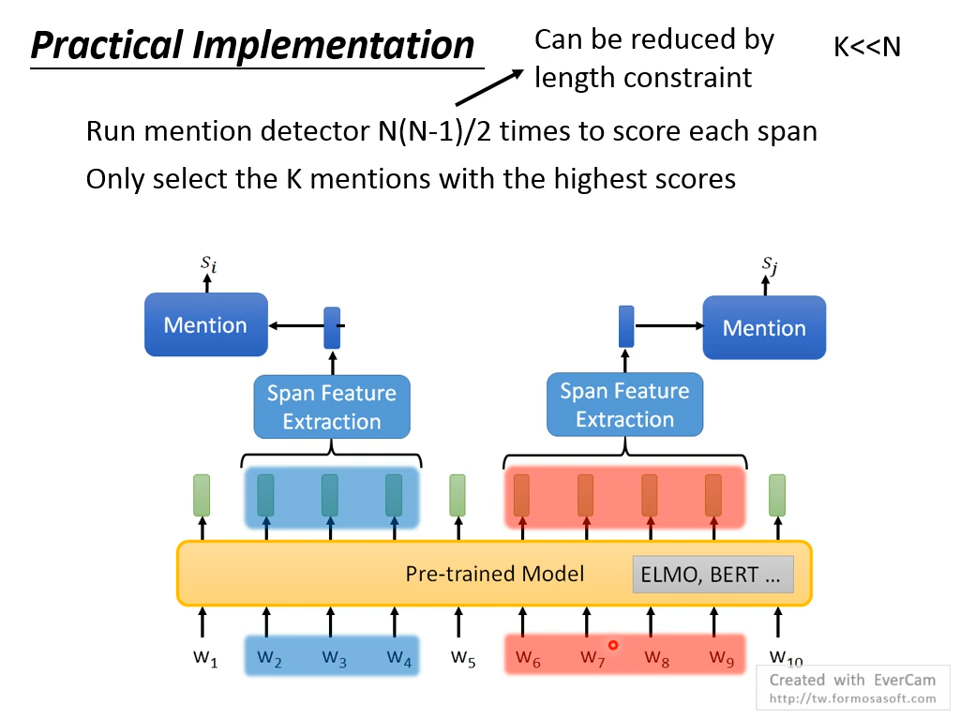 Practical Implementation
Can be reduced by
length constraint
K<<N
Run mention detector N(N-1)/2 times to score each span
Only select the K mentions with the highest scores
Sᵢ
Sⱼ
Mention
Mention
Span Feature
Extraction
Span Feature
Extraction
Pre-trained Model
ELMO, BERT ...
w₁ w₂ w₃ w₄ w₅ w₆ w₇ w₈ w₉ w₁₀
Created with EverCam
http://tw.formosasoft.com